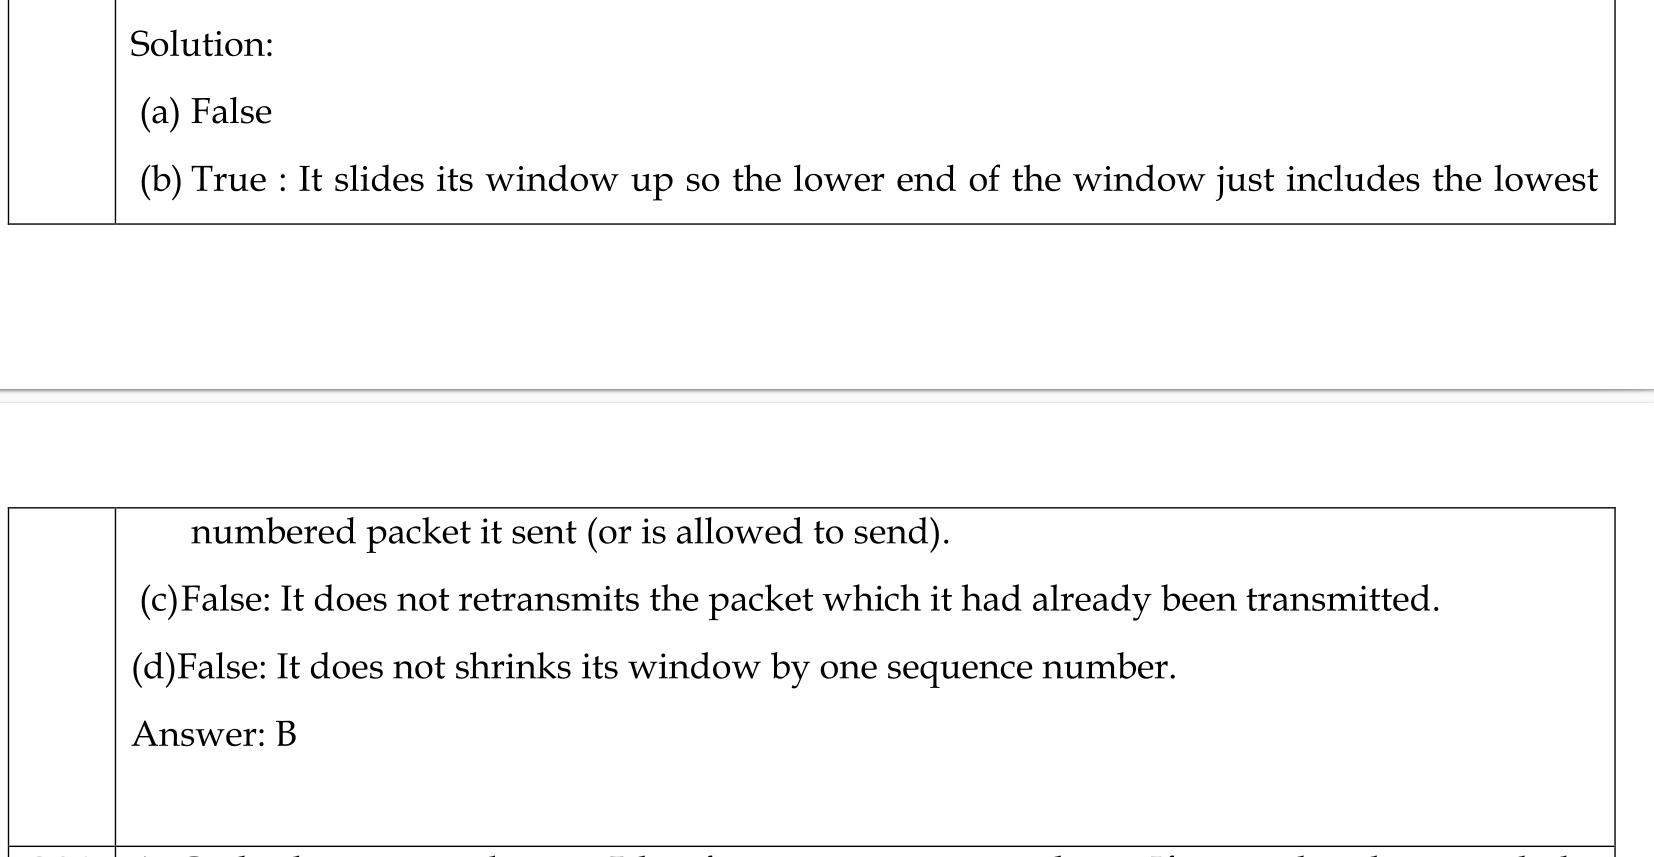 Solution:
(a) False
(b) True : It slides its window up so the lower end of the window just includes the lowest
numbered packet it sent (or is allowed to send).
(c)False: It does not retransmits the packet which it had already been transmitted.
(d)False: It does not shrinks its window by one sequence number.
Answer: B